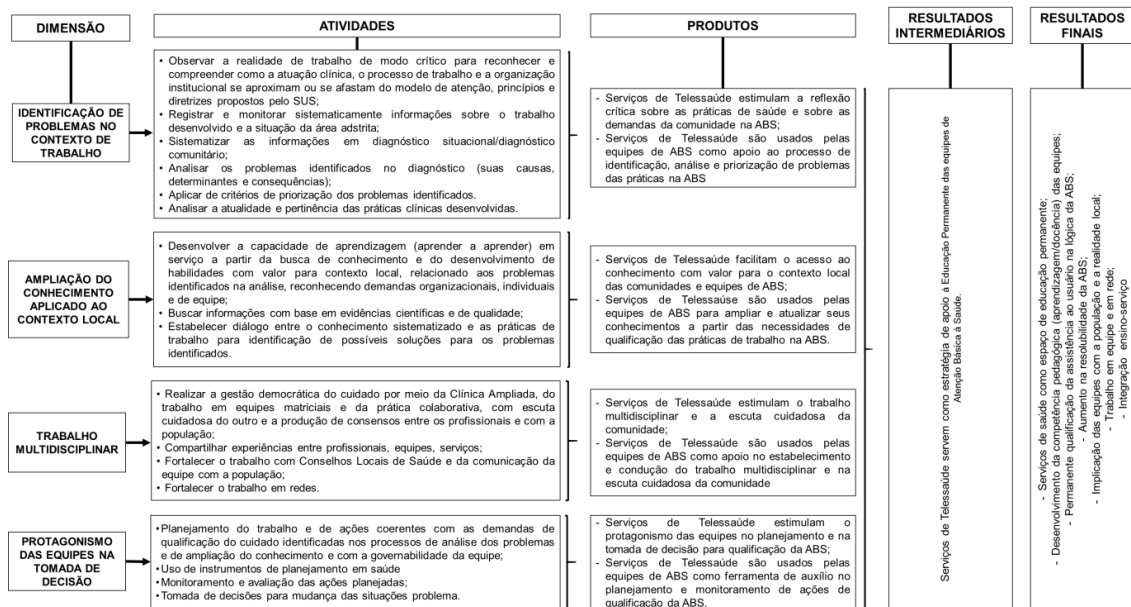 DIMENSÃO
ATIVIDADES
PRODUTOS
RESULTADOS
INTERMEDIÁRIOS
RESULTADOS
FINAIS
IDENTIFICAÇÃO DE
PROBLEMAS NO
CONTEXTO DE
TRABALHO
• Observar a realidade de trabalho de modo crítico para reconhecer e
compreender como a atuação clínica, o processo de trabalho e a organização
institucional se aproximam ou se afastam do modelo de atenção, princípios e
diretrizes propostos pelo SUS;
• Registrar e monitorar sistematicamente informações sobre o trabalho
desenvolvido e a situação da área adstrita;
• Sistematizar as informações em diagnóstico situacional/diagnóstico
comunitário;
• Analisar os problemas identificados no diagnóstico (suas causas,
determinantes e consequências);
• Aplicar de critérios de priorização dos problemas identificados.
• Analisar a atualidade e pertinência das práticas clínicas desenvolvidas.
- Serviços de Telessaúde estimulam a reflexão
crítica sobre as práticas de saúde e sobre as
demandas da comunidade na ABS;
- Serviços de Telessaúde são usados pelas
equipes de ABS como apoio ao processo de
identificação, análise e priorização de problemas
das práticas na ABS
AMPLIAÇÃO DO
CONHECIMENTO
APLICADO AO
CONTEXTO LOCAL
• Desenvolver a capacidade de aprendizagem (aprender a aprender) em
serviço a partir da busca de conhecimento e do desenvolvimento de
habilidades com valor para contexto local, relacionado aos problemas
identificados na análise, reconhecendo demandas organizacionais, individuais
e de equipe;
• Buscar informações com base em evidências científicas e de qualidade;
• Estabelecer diálogo entre o conhecimento sistematizado e as práticas de
trabalho para identificação de possíveis soluções para os problemas
identificados.
- Serviços de Telessaúde facilitam o acesso ao
conhecimento com valor para o contexto local
das comunidades e equipes de ABS;
- Serviços de Telessaúse são usados pelas
equipes de ABS para ampliar e atualizar seus
conhecimentos a partir das necessidades de
qualificação das práticas de trabalho na ABS.
TRABALHO
MULTIDISCPLINAR
• Realizar a gestão democrática do cuidado por meio da Clínica Ampliada, do
trabalho em equipes matriciais e da prática colaborativa, com escuta
cuidadosa do outro e a produção de consensos entre os profissionais e com a
população;
• Compartilhar experiências entre profissionais, equipes, serviços;
• Fortalecer o trabalho com Conselhos Locais de Saúde e da comunicação da
equipe com a população;
• Fortalecer o trabalho em redes.
- Serviços de Telessaúde estimulam o trabalho
multidisciplinar e a escuta cuidadosa da
comunidade;
- Serviços de Telessaúde são usados pelas
equipes de ABS como apoio no estabelecimento
e condução do trabalho multidisciplinar e na
escuta cuidadosa da comunidade
PROTAGONISMO
DAS EQUIPES NA
TOMADA DE
DECISÃO
• Planejamento do trabalho e de ações coerentes com as demandas de
qualificação do cuidado identificadas nos processos de análise dos problemas
e de ampliação do conhecimento e com a governabilidade da equipe;
• Uso de instrumentos de planejamento em saúde
• Monitoramento e avaliação das ações planejadas;
• Tomada de decisões para mudança das situações problema.
- Serviços de Telessaúde estimulam o
protagonismo das equipes no planejamento e na
tomada de decisão para qualificação da ABS;
- Serviços de Telessaúde são usados pelas
equipes de ABS como ferramenta de auxílio no
planejamento e monitoramento de ações de
qualificação da ABS.
Serviços de Telessaúde servem como estratégia de apoio à Educação Permanente das equipes de
Atenção Básica à Saúde.
- Serviços de saúde como espaço de educação permanente;
- Desenvolvimento da competência pedagógica (aprendizagem/docência) das equipes;
- Permanente qualificação da assistência ao usuário na lógica da ABS;
- Aumento na resolubilidade da ABS;
- Implicação das equipes com a população e a realidade local;
- Trabalho em equipe e em rede;
- Integração ensino-serviço